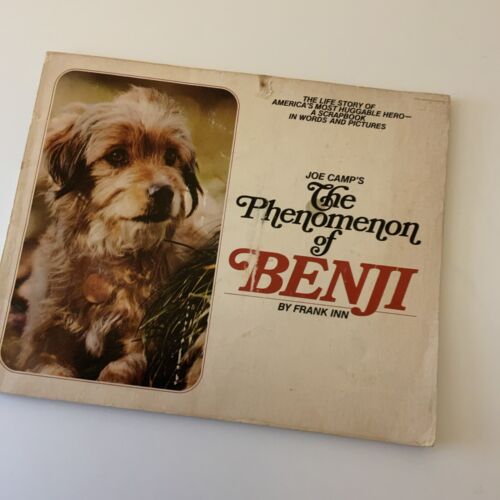 THE LIFE STORY OF
AMERICA'S MOST HUGGABLE HERO—
A SCRAPBOOK
IN WORDS AND PICTURES
JOE CAMP'S
The
Phenomenon
of
BENJI
BY FRANK INN